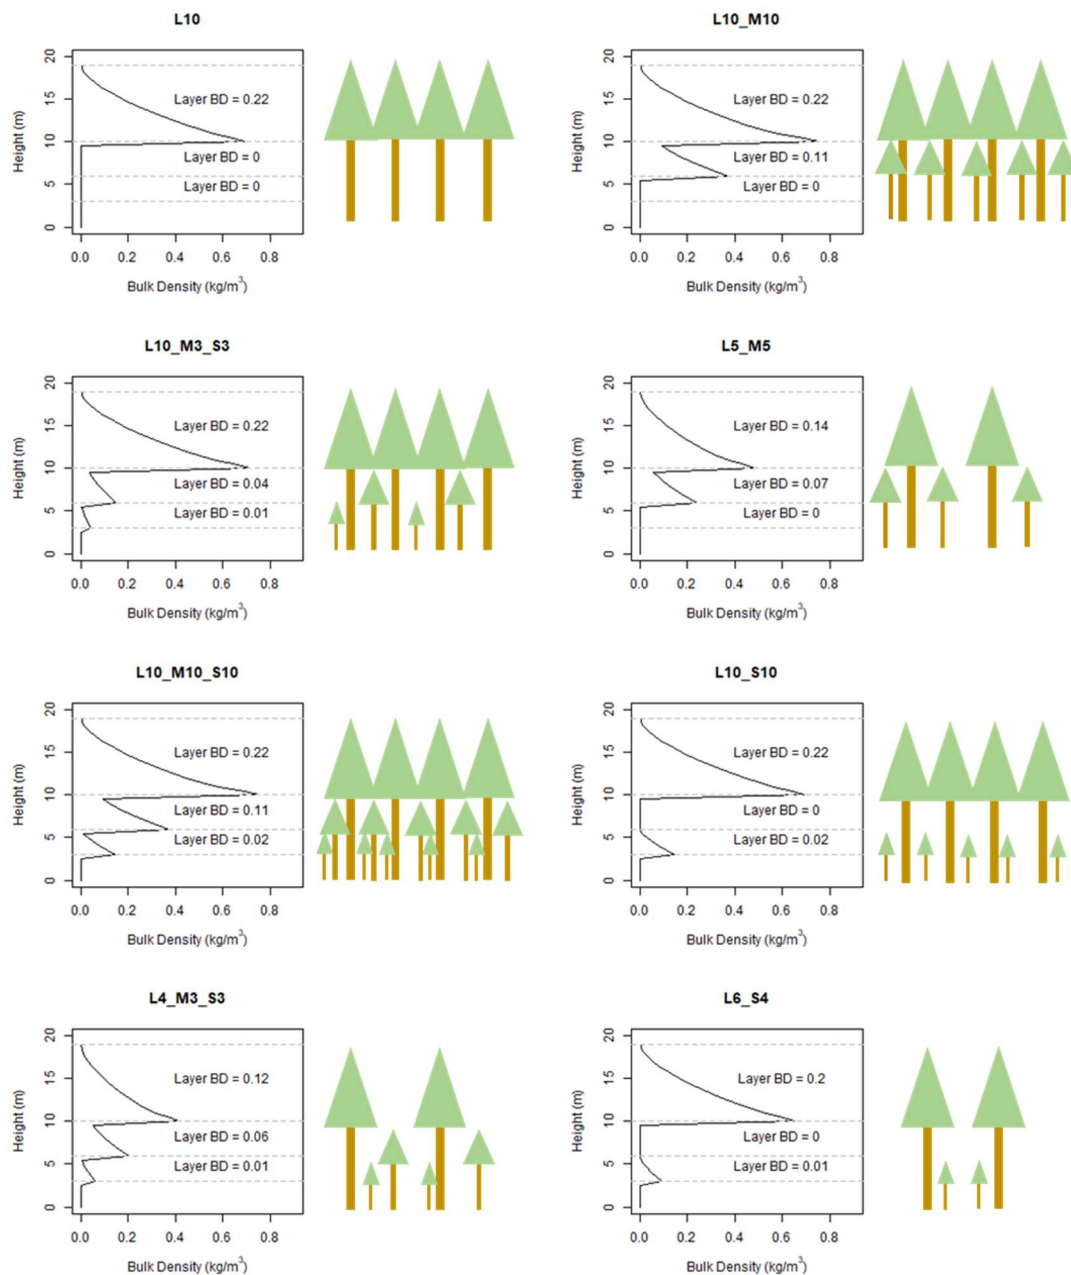 L10
20
15
10
5
0
Height (m)
Layer BD = 0.22
Layer BD = 0
Layer BD = 0
0.0 0.2 0.4 0.6 0.8
Bulk Density (kg/m³)
L10_M10
20
15
10
5
0
Height (m)
Layer BD = 0.22
Layer BD = 0.11
Layer BD = 0
0.0 0.2 0.4 0.6 0.8
Bulk Density (kg/m³)
L10_M3_S3
20
15
10
5
0
Height (m)
Layer BD = 0.22
Layer BD = 0.04
Layer BD = 0.01
0.0 0.2 0.4 0.6 0.8
Bulk Density (kg/m³)
L5_M5
20
15
10
5
0
Height (m)
Layer BD = 0.14
Layer BD = 0.07
Layer BD = 0
0.0 0.2 0.4 0.6 0.8
Bulk Density (kg/m³)
L10_M10_S10
20
15
10
5
0
Height (m)
Layer BD = 0.22
Layer BD = 0.11
Layer BD = 0.02
0.0 0.2 0.4 0.6 0.8
Bulk Density (kg/m³)
L10_S10
20
15
10
5
0
Height (m)
Layer BD = 0.22
Layer BD = 0
Layer BD = 0.02
0.0 0.2 0.4 0.6 0.8
Bulk Density (kg/m³)
L4_M3_S3
20
15
10
5
0
Height (m)
Layer BD = 0.12
Layer BD = 0.06
Layer BD = 0.01
0.0 0.2 0.4 0.6 0.8
Bulk Density (kg/m³)
L6_S4
20
15
10
5
0
Height (m)
Layer BD = 0.2
Layer BD = 0
Layer BD = 0.01
0.0 0.2 0.4 0.6 0.8
Bulk Density (kg/m³)